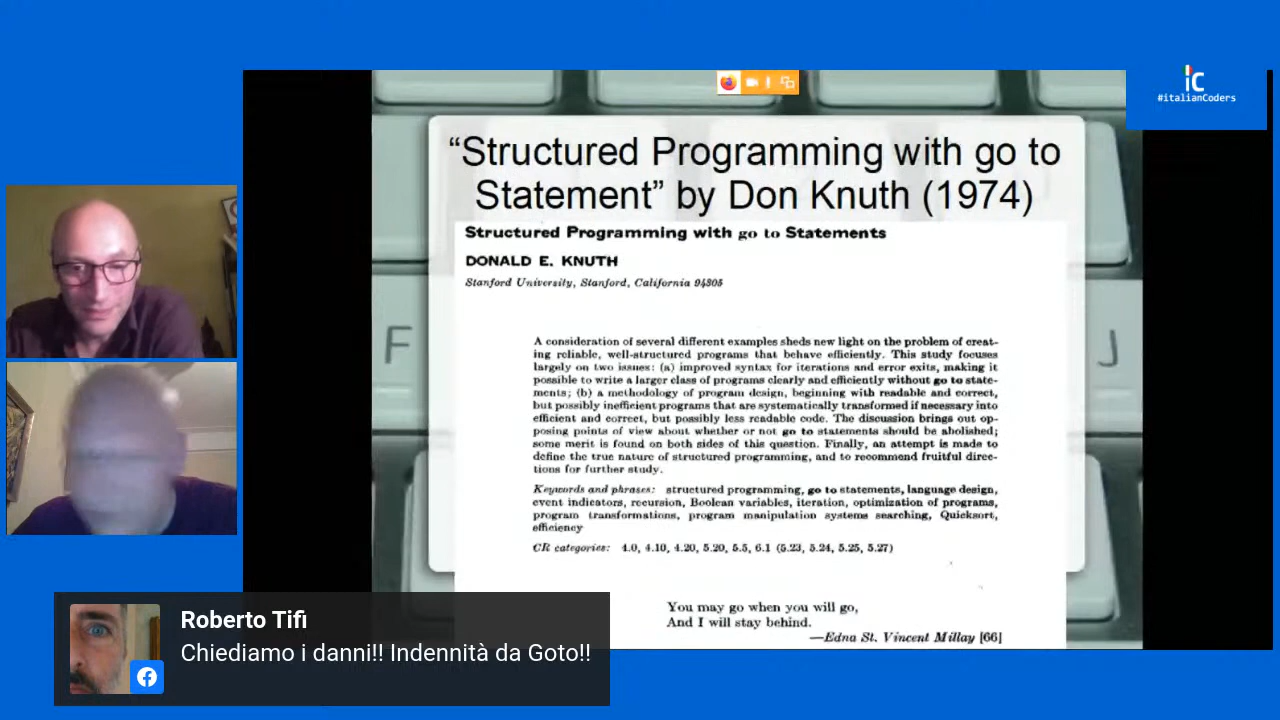 iC
#italianCoders
“Structured Programming with go to
Statement” by Don Knuth (1974)
Structured Programming with go to Statements
DONALD E. KNUTH
Stanford University, Stanford, California 94305
A consideration of several different examples sheds new light on the problem of creat-
ing reliable, well-structured programs that behave efficiently. This study focuses
largely on two issues: (a) improved syntax for iterations and error exits, making it
possible to write a larger class of programs clearly and efficiently without go to state-
ments; (b) a methodology of program design, beginning with readable and correct,
but possibly inefficient programs that are systematically transformed if necessary into
efficient and correct, but possibly less readable code. The discussion brings out op-
posing points of view about whether or not go to statements should be abolished;
some merit is found on both sides of this question. Finally, an attempt is made to
define the true nature of structured programming, and to recommend fruitful direc-
tions for further study.
Keywords and phrases: structured programming, go to statements, language design,
event indicators, recursion, Boolean variables, iteration, optimization of programs,
program transformations, program manipulation systems searching, Quicksort,
efficiency
CR categories: 4.0, 4.10, 4.20, 5.20, 5.5, 6.1 (5.23, 5.24, 5.25, 5.27)
You may go when you will go,
And I will stay behind.
—Edna St. Vincent Millay [66]
F
J
Roberto Tifi
Chiediamo i danni!! Indennità da Goto!!